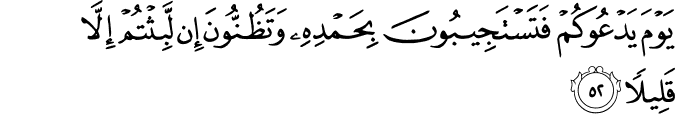 يَوْمَ يَدْعُوكُمْ فَتَسْتَجِيبُونَ بِحَمْدِهِۦ وَتَظُنُّونَ إِن لَّبِثْتُمْ إِلَّا
قَلِيلًا ٥٢